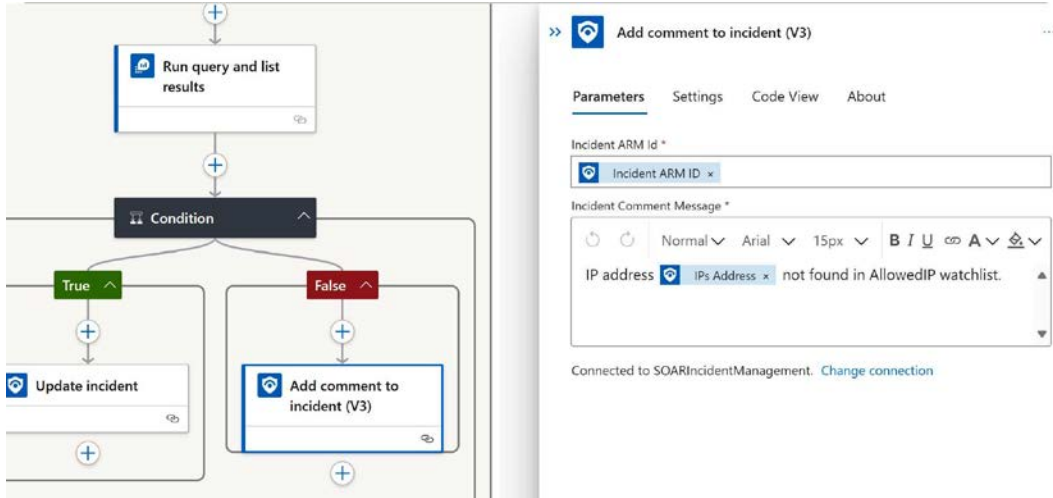 Run query and list
results
Condition
True
False
Update incident
Add comment to
incident (V3)
Add comment to incident (V3)
Parameters Settings Code View About
Incident ARM Id *
Incident ARM ID ×
Incident Comment Message *
Normal Arial 15px B I U A
IP address IPs Address × not found in AllowedIP watchlist.
Connected to SOARIncidentManagement. Change connection